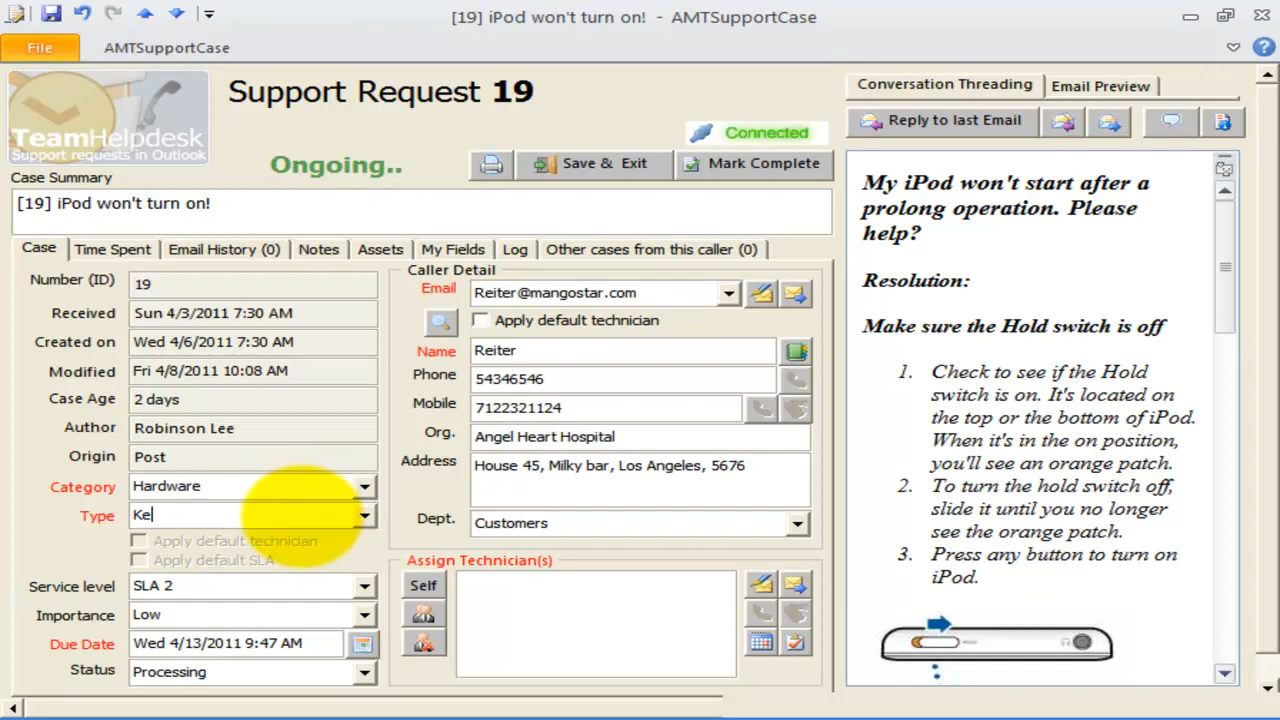 [19] iPod won't turn on! - AMTSupportCase
File AMTSupportCase
TeamHelpdesk
Support requests in Outlook
Support Request 19
Connected
Ongoing..
Save & Exit
Mark Complete
Case Summary
[19] iPod won't turn on!
Case
Time Spent
Email History (0)
Notes
Assets
My Fields
Log
Other cases from this caller (0)
Number (ID) 19
Received Sun 4/3/2011 7:30 AM
Created on Wed 4/6/2011 7:30 AM
Modified Fri 4/8/2011 10:08 AM
Case Age 2 days
Author Robinson Lee
Origin Post
Category Hardware
Type Ke
Apply default technician
Apply default SLA
Service level SLA 2
Importance Low
Due Date Wed 4/13/2011 9:47 AM
Status Processing
Caller Detail
Email Reiter@mangostar.com
Apply default technician
Name Reiter
Phone 54346546
Mobile 7122321124
Org. Angel Heart Hospital
Address House 45, Milky bar, Los Angeles, 5676
Dept. Customers
Assign Technician(s)
Self
Conversation Threading
Email Preview
Reply to last Email
My iPod won't start after a
prolong operation. Please
help?
Resolution:
Make sure the Hold switch is off
1. Check to see if the Hold
switch is on. It's located on
the top or the bottom of iPod.
When it's in the on position,
you'll see an orange patch.
2. To turn the hold switch off,
slide it until you no longer
see the orange patch.
3. Press any button to turn on
iPod.